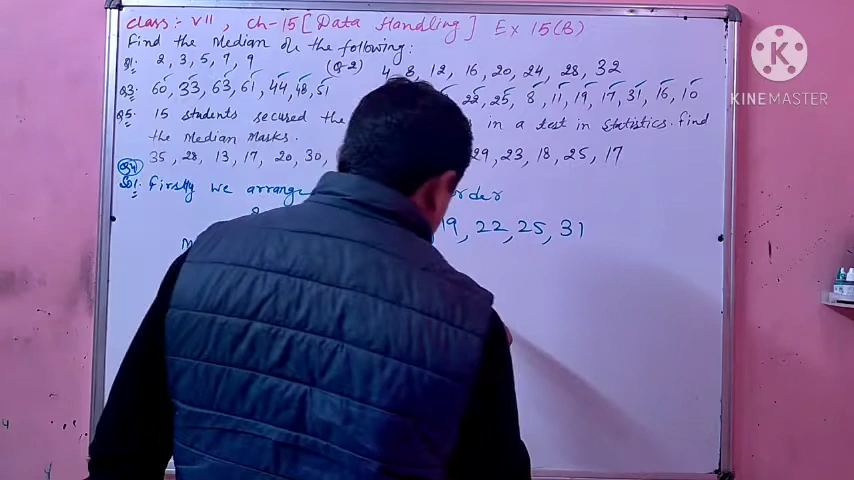 Class:- VII, Ch-15 [Data Handling] Ex 15(B)
Find the Median of the following:
Q1: 2, 3, 5, 7, 9 (Q-2) 4, 8, 12, 16, 20, 24, 28, 32
Q3: 60, 33, 63, 61, 44, 48, 51 22, 25, 8, 11, 19, 17, 31, 16, 10
Q5: 15 students secured the in a test in Statistics. Find
the Median Marks.
35, 28, 13, 17, 20, 30, 29, 23, 18, 25, 17
Q4
Sol: Firstly we arrange order
19, 22, 25, 31
M
K
KINEMASTER